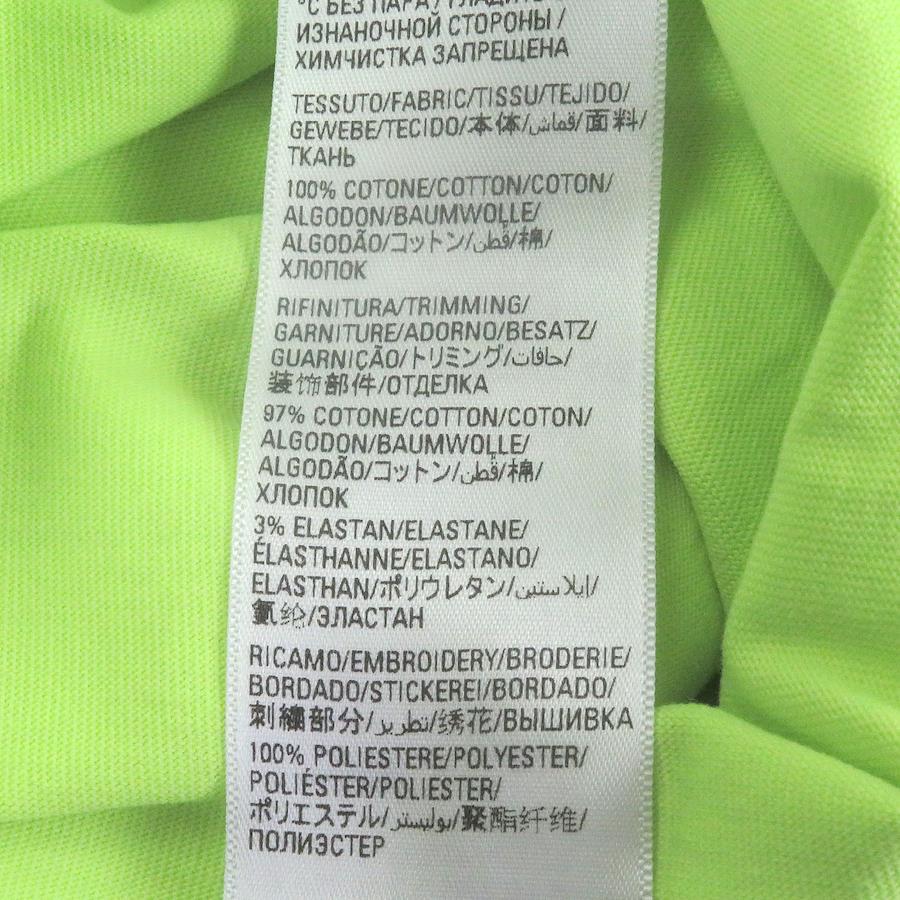 °C БЕЗ ПАРА / ГЛАДИТЬ С
ИЗНАНОЧНОЙ СТОРОНЫ /
ХИМЧИСТКА ЗАПРЕЩЕНА
TESSUTO/FABRIC/TISSU/TEJIDO/
GEWEBE/TECIDO/本体/قماش/面料/
ТКАНЬ
100% COTONE/COTTON/COTON/
ALGODON/BAUMWOLLE/
ALGODÃO/コットン/قطن/棉/
ХЛОПОК
RIFINITURA/TRIMMING/
GARNITURE/ADORNO/BESATZ/
GUARNIÇÃO/トリミング/حافات/
装饰部件/ОТДЕЛКА
97% COTONE/COTTON/COTON/
ALGODON/BAUMWOLLE/
ALGODÃO/コットン/قطن/棉/
ХЛОПОК
3% ELASTAN/ELASTANE/
ÉLASTHANNE/ELASTANO/
ELASTHAN/ポリウレタン/إيلاستين/
氨纶/ЭЛАСТАН
RICAMO/EMBROIDERY/BRODERIE/
BORDADO/STICKEREI/BORDADO/
刺繍部分/تطريز/绣花/ВЫШИВКА
100% POLIESTERE/POLYESTER/
POLIÉSTER/POLIESTER/
ポリエステル/بوليستر/聚酯纤维/
ПОЛИЭСТЕР